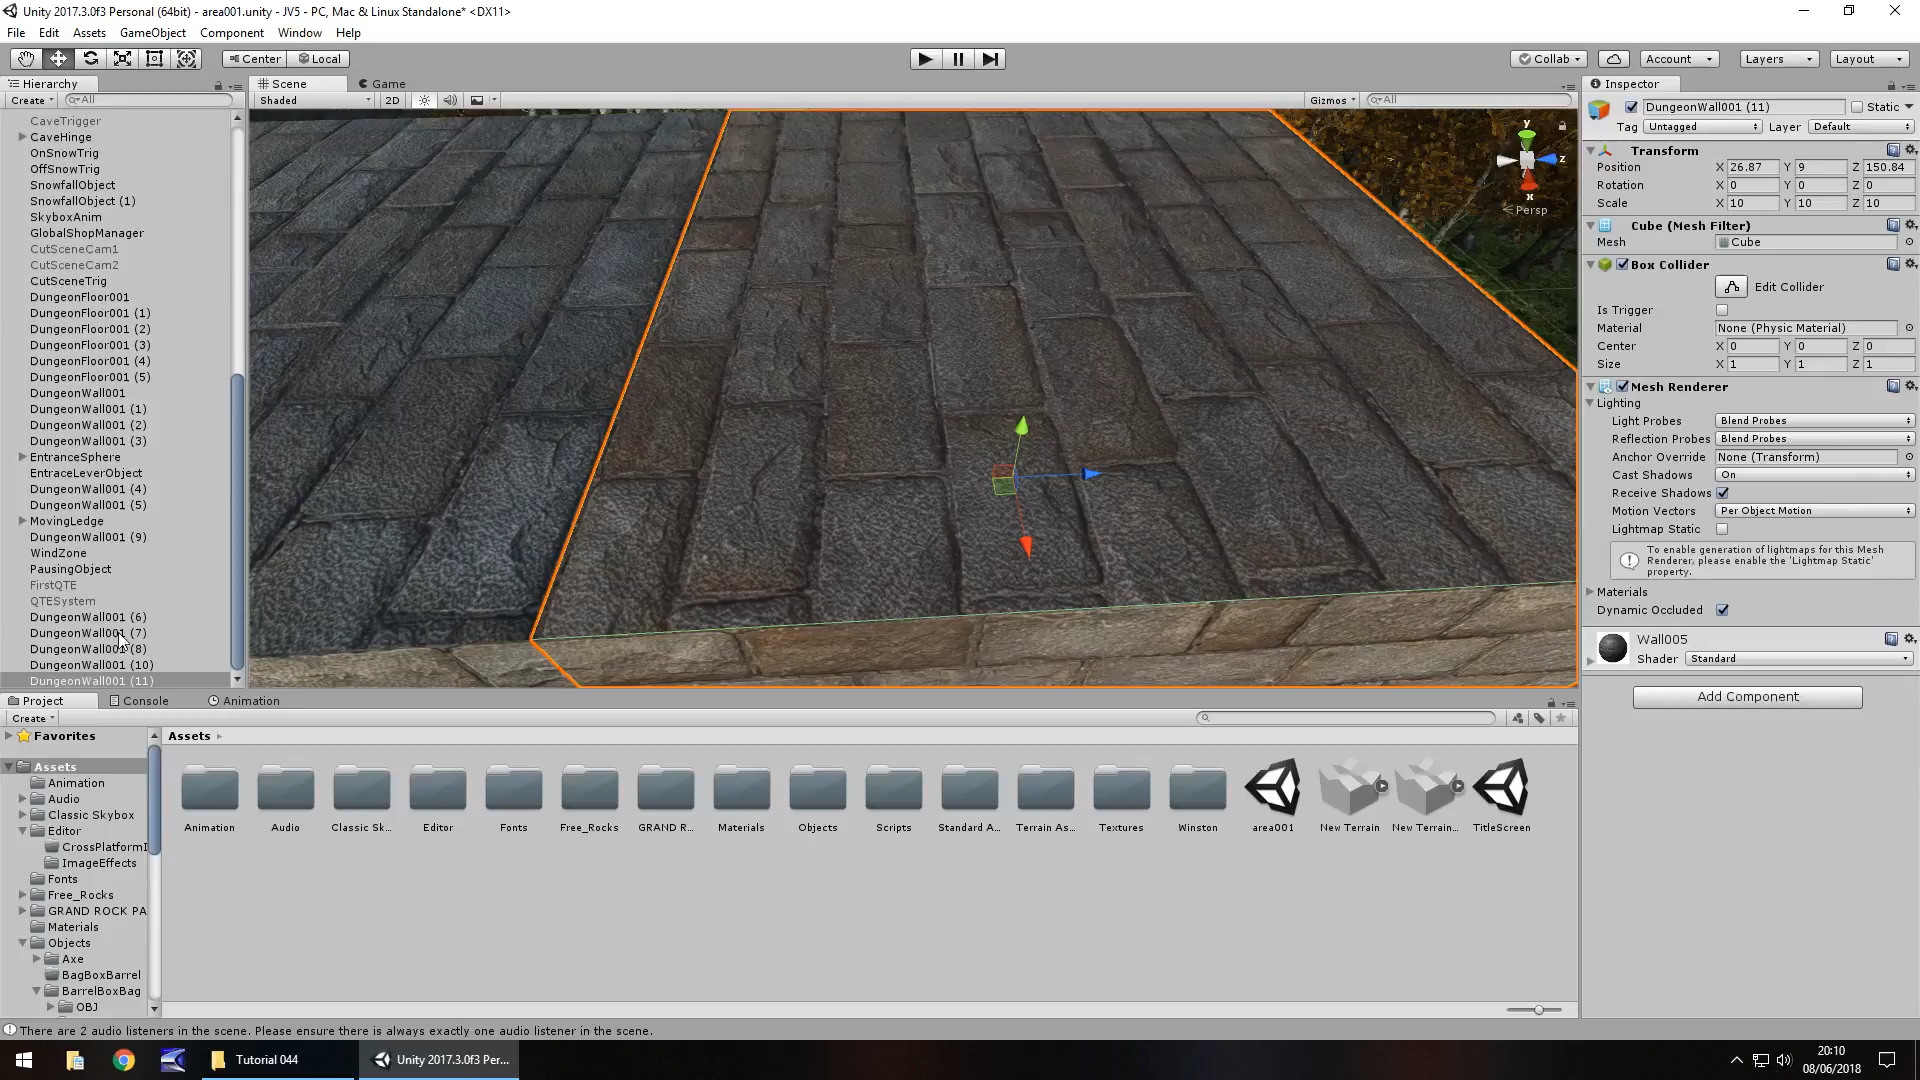 Unity 2017.3.0f3 Personal (64bit) - area001.unity - JV5 - PC, Mac & Linux Standalone* <DX11>
File Edit Assets GameObject Component Window Help
Center Local Collab Account Layers Layout
Hierarchy
Create All
CaveTrigger
CaveHinge
OnSnowTrig
OffSnowTrig
SnowfallObject
SnowfallObject (1)
SkyboxAnim
GlobalShopManager
CutSceneCam1
CutSceneCam2
CutSceneTrig
DungeonFloor001
DungeonFloor001 (1)
DungeonFloor001 (2)
DungeonFloor001 (3)
DungeonFloor001 (4)
DungeonFloor001 (5)
DungeonWall001
DungeonWall001 (1)
DungeonWall001 (2)
DungeonWall001 (3)
EntranceSphere
EntraceLeverObject
DungeonWall001 (4)
DungeonWall001 (5)
MovingLedge
DungeonWall001 (9)
WindZone
PausingObject
FirstQTE
QTESystem
DungeonWall001 (6)
DungeonWall001 (7)
DungeonWall001 (8)
DungeonWall001 (10)
DungeonWall001 (11)
Scene Game
Shaded 2D Gizmos All
y
z
x
Persp
Inspector
DungeonWall001 (11) Static
Tag Untagged Layer Default
Transform
Position X 26.87 Y 9 Z 150.84
Rotation X 0 Y 0 Z 0
Scale X 10 Y 10 Z 10
Cube (Mesh Filter)
Mesh Cube
Box Collider
Edit Collider
Is Trigger
Material None (Physic Material)
Center X 0 Y 0 Z 0
Size X 1 Y 1 Z 1
Mesh Renderer
Lighting
Light Probes Blend Probes
Reflection Probes Blend Probes
Anchor Override None (Transform)
Cast Shadows On
Receive Shadows
Motion Vectors Per Object Motion
Lightmap Static
To enable generation of lightmaps for this Mesh
Renderer, please enable the 'Lightmap Static'
property.
Materials
Dynamic Occluded
Wall005
Shader Standard
Add Component
Project Console Animation
Create
Favorites
Assets
Animation
Audio
Classic Skybox
Editor
CrossPlatformI
ImageEffects
Fonts
Free_Rocks
GRAND ROCK PA
Materials
Objects
Axe
BagBoxBarrel
BarrelBoxBag
OBJ
Assets
Animation Audio Classic Sk... Editor Fonts Free_Rocks GRAND R... Materials Objects Scripts Standard A... Terrain As... Textures Winston area001 New Terrain New Terrain... TitleScreen
There are 2 audio listeners in the scene. Please ensure there is always exactly one audio listener in the scene.
Tutorial 044 Unity 2017.3.0f3 Per...
20:10
08/06/2018